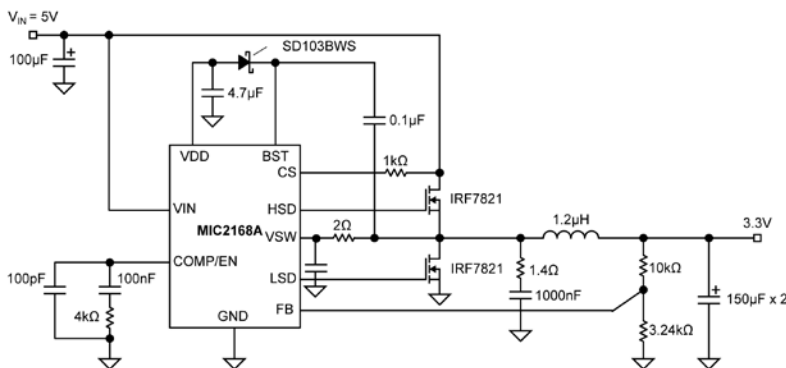 VIN = 5V
SD103BWS
100µF
+
4.7µF
0.1µF
VDD
BST
CS
1kΩ
IRF7821
HSD
VIN
MIC2168A
VSW
2Ω
1.2µH
3.3V
COMP/EN
IRF7821
100pF
100nF
LSD
1.4Ω
10kΩ
+
4kΩ
1000nF
150µF x 2
FB
GND
3.24kΩ